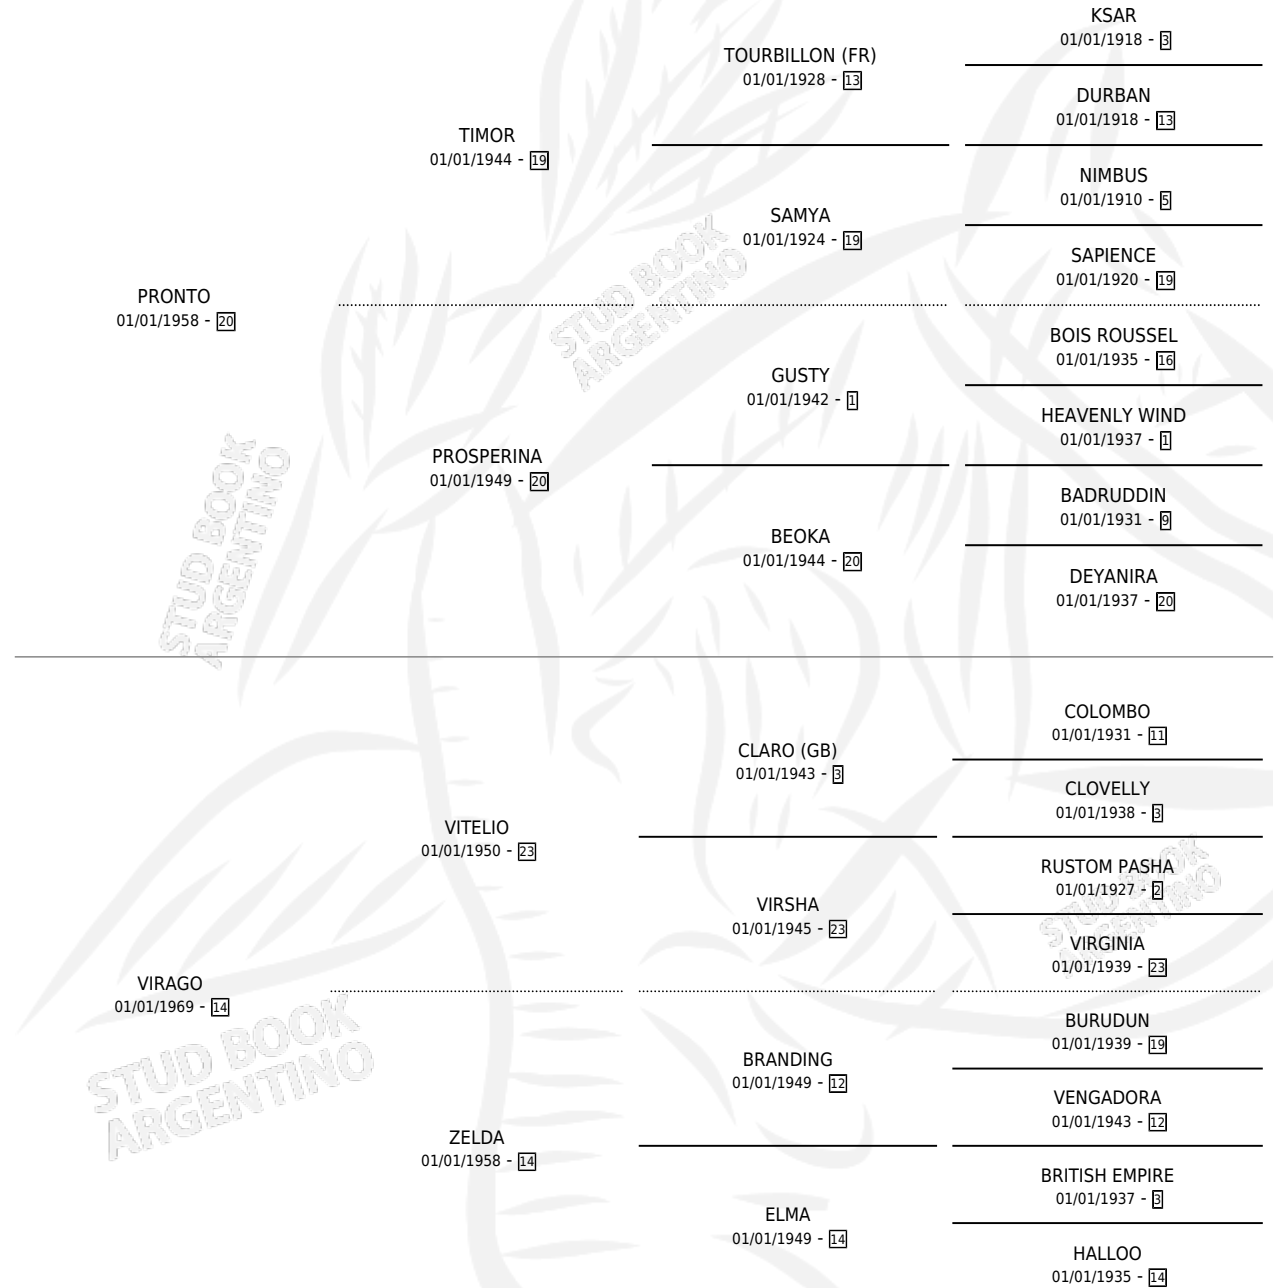 KSAR
01/01/1918 - 3
TOURBILLON (FR)
01/01/1928 - 13
DURBAN
01/01/1918 - 13
TIMOR
01/01/1944 - 19
NIMBUS
01/01/1910 - 5
SAMYA
01/01/1924 - 19
SAPIENCE
01/01/1920 - 19
PRONTO
01/01/1958 - 20
STUD BOOK
ARGENTINO
BOIS ROUSSEL
01/01/1935 - 16
GUSTY
01/01/1942 - 1
HEAVENLY WIND
01/01/1937 - 1
PROSPERINA
01/01/1949 - 20
BADRUDDIN
01/01/1931 - 9
BEOKA
01/01/1944 - 20
DEYANIRA
01/01/1937 - 20
STUD BOOK
ARGENTINO
COLOMBO
01/01/1931 - 11
CLARO (GB)
01/01/1943 - 3
CLOVELLY
01/01/1938 - 3
VITELIO
01/01/1950 - 23
RUSTOM PASHA
01/01/1927 - 2
VIRSHA
01/01/1945 - 23
VIRGINIA
01/01/1939 - 23
STUD BOOK
ARGENTINO
VIRAGO
01/01/1969 - 14
BURUDUN
01/01/1939 - 19
BRANDING
01/01/1949 - 12
VENGADORA
01/01/1943 - 12
STUD BOOK
ARGENTINO
ZELDA
01/01/1958 - 14
BRITISH EMPIRE
01/01/1937 - 3
ELMA
01/01/1949 - 14
HALLOO
01/01/1935 - 14